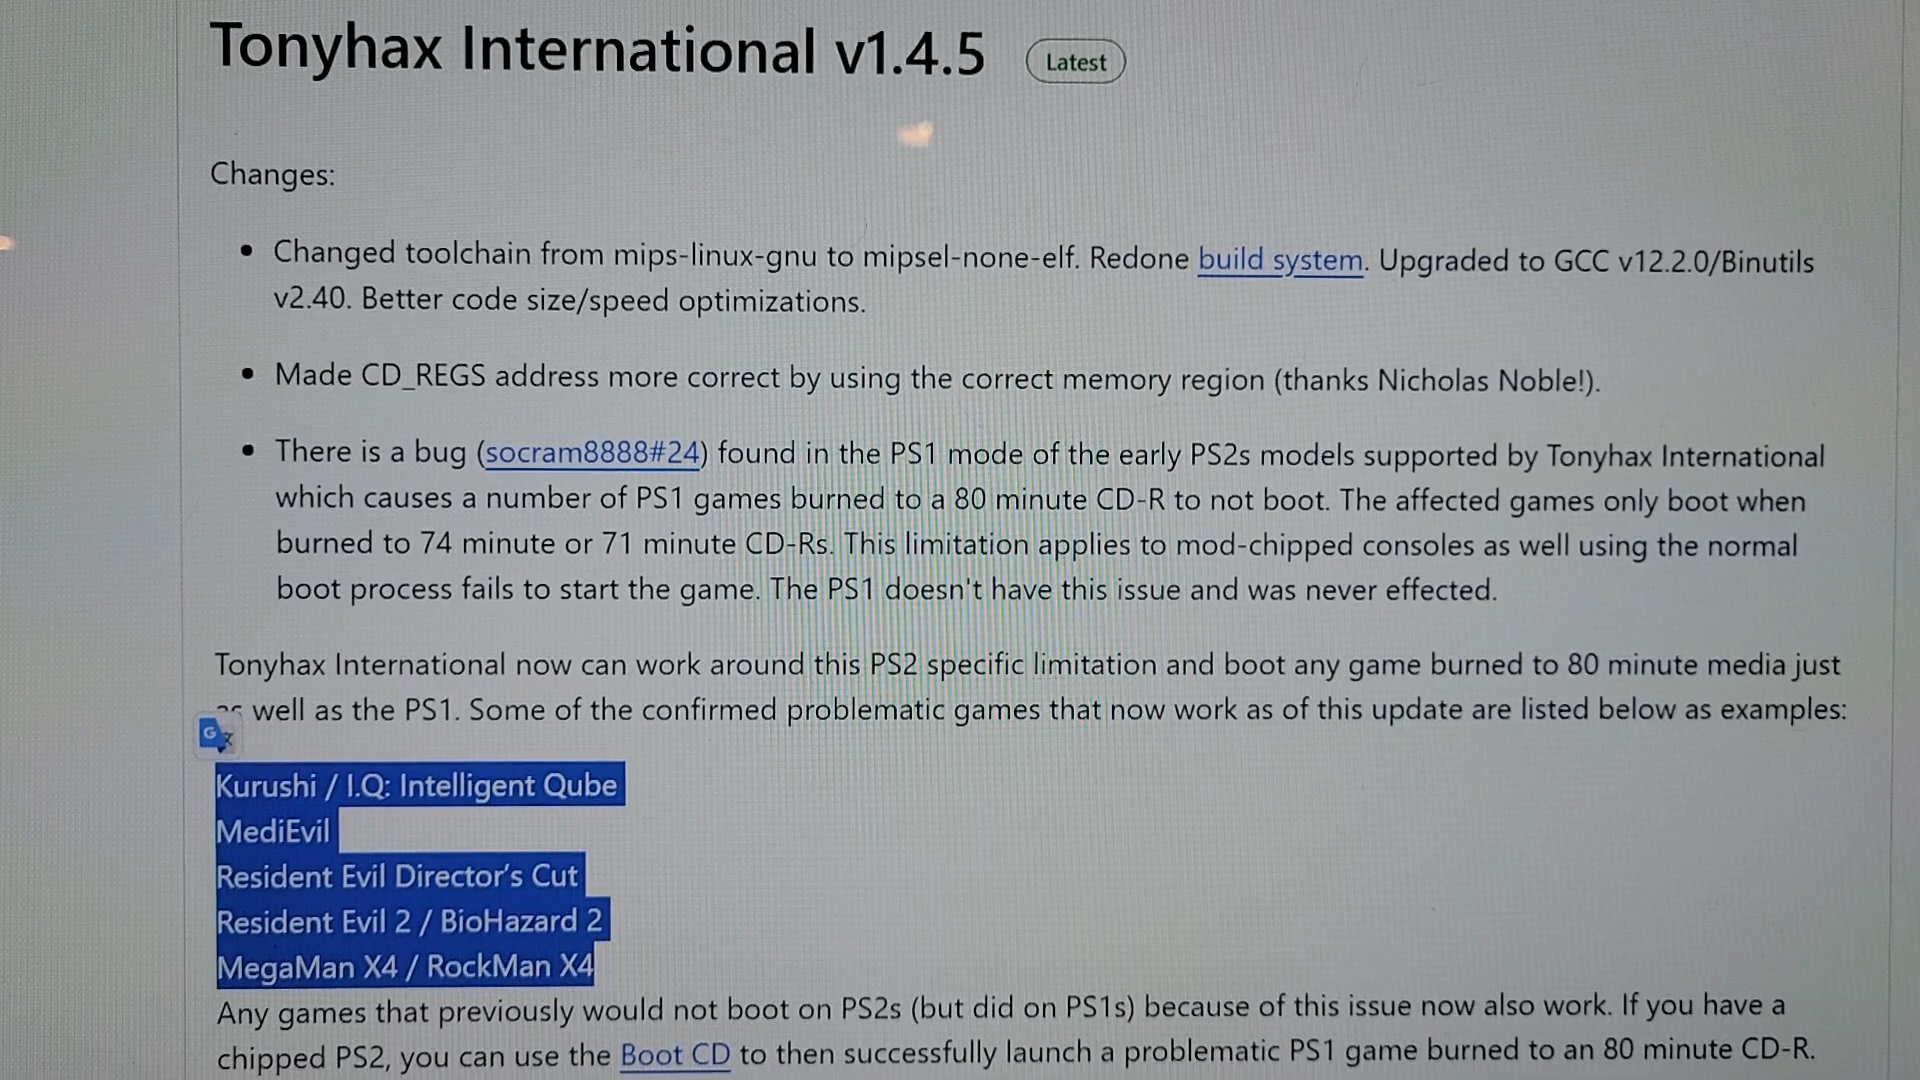 Tonyhax International v1.4.5 Latest
Changes:
• Changed toolchain from mips-linux-gnu to mipsel-none-elf. Redone build system. Upgraded to GCC v12.2.0/Binutils
v2.40. Better code size/speed optimizations.
• Made CD_REGS address more correct by using the correct memory region (thanks Nicholas Noble!).
• There is a bug (socram8888#24) found in the PS1 mode of the early PS2s models supported by Tonyhax International
which causes a number of PS1 games burned to a 80 minute CD-R to not boot. The affected games only boot when
burned to 74 minute or 71 minute CD-Rs. This limitation applies to mod-chipped consoles as well using the normal
boot process fails to start the game. The PS1 doesn't have this issue and was never effected.
Tonyhax International now can work around this PS2 specific limitation and boot any game burned to 80 minute media just
well as the PS1. Some of the confirmed problematic games that now work as of this update are listed below as examples:
G
Kurushi / I.Q: Intelligent Qube
MediEvil
Resident Evil Director's Cut
Resident Evil 2 / BioHazard 2
MegaMan X4 / RockMan X4
Any games that previously would not boot on PS2s (but did on PS1s) because of this issue now also work. If you have a
chipped PS2, you can use the Boot CD to then successfully launch a problematic PS1 game burned to an 80 minute CD-R.